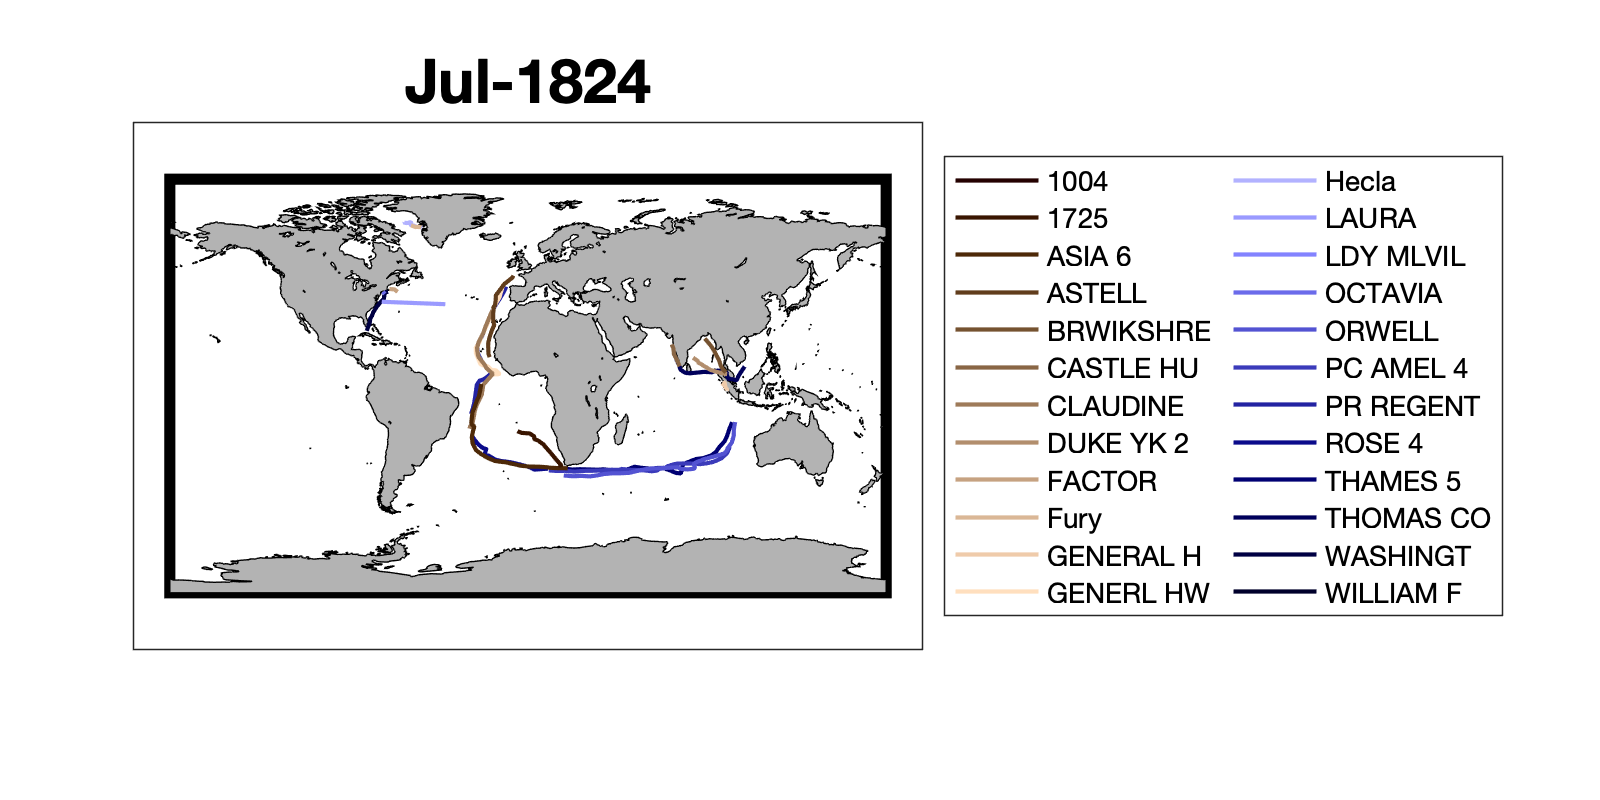 Jul-1824
1004
1725
ASIA 6
ASTELL
BRWIKSHRE
CASTLE HU
CLAUDINE
DUKE YK 2
FACTOR
Fury
GENERAL H
GENERL HW
Hecla
LAURA
LDY MLVIL
OCTAVIA
ORWELL
PC AMEL 4
PR REGENT
ROSE 4
THAMES 5
THOMAS CO
WASHINGT
WILLIAM F